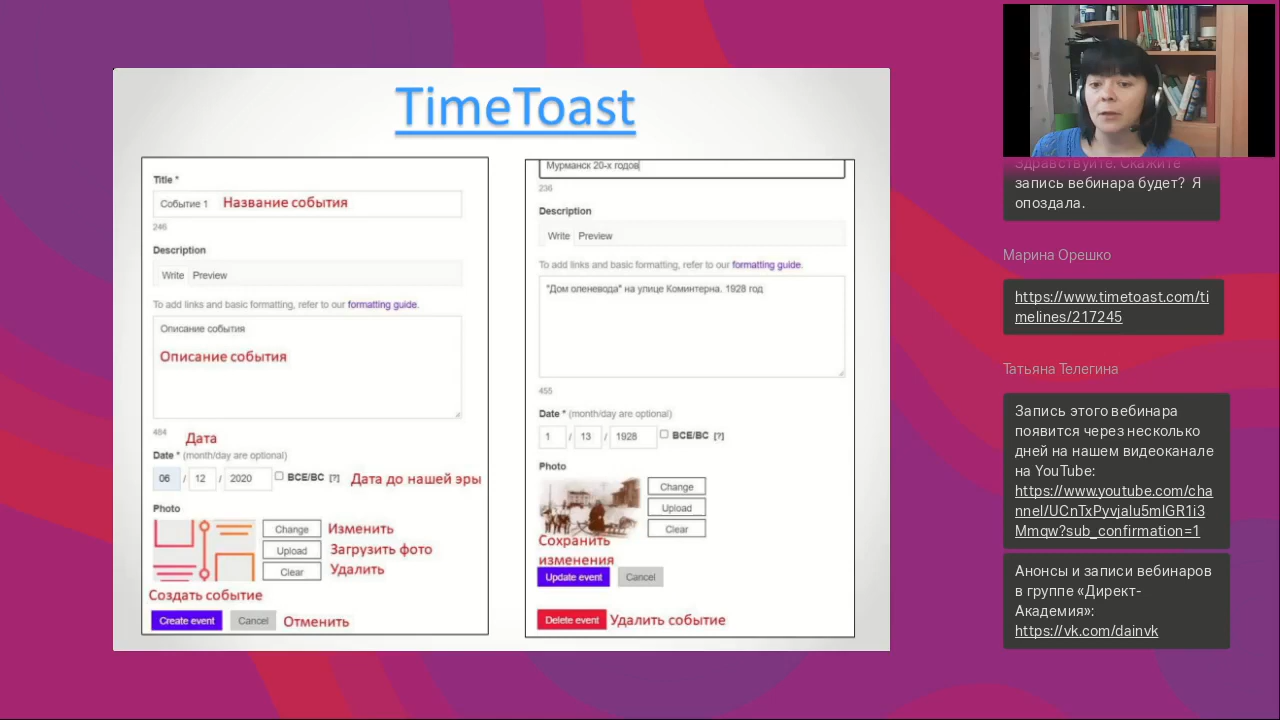 TimeToast
Title *
Событие 1 Название события
246
Description
Write Preview
To add links and basic formatting, refer to our formatting guide.
Описание события
Описание события
484
Дата
Date * (month/day are optional)
06 / 12 / 2020 BCE/BC [?] Дата до нашей эры
Photo
Change Изменить
Upload Загрузить фото
Clear Удалить
Создать событие
Create event Cancel Отменить
Мурманск 20-х годов
236
Description
Write Preview
To add links and basic formatting, refer to our formatting guide.
"Дом оленевода" на улице Коминтерна. 1928 год
455
Date * (month/day are optional)
1 / 13 / 1928 BCE/BC [?]
Photo
Change
Upload
Clear
Сохранить
изменения
Update event Cancel
Delete event Удалить событие
Здравствуйте. Скажите
запись вебинара будет? Я
опоздала.
Марина Орешко
https://www.timetoast.com/ti
melines/217245
Татьяна Телегина
Запись этого вебинара
появится через несколько
дней на нашем видеоканале
на YouTube:
https://www.youtube.com/cha
nnel/UCnTxPyvjalu5mIGR1i3
Mmqw?sub_confirmation=1
Анонсы и записи вебинаров
в группе «Директ-
Академия»:
https://vk.com/dainvk